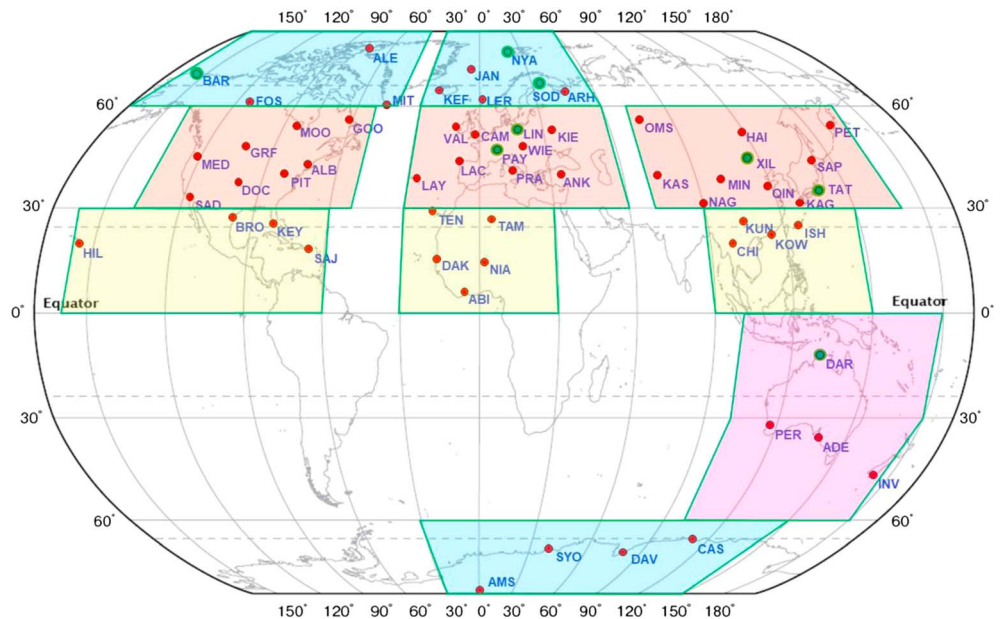 150˚ 120˚ 90˚ 60˚ 30˚ 0˚ 30˚ 60˚ 90˚ 120˚ 150˚ 180˚
ALE
NYA
BAR
JAN
SOD
ARH
FOS
MIT
KEF
LER
60˚
60˚
MOO
GOO
VAL
CAM
LIN
KIE
OMS
HAI
PET
GRF
WIE
MED
ALB
PAY
XIL
SAP
PIT
LAC
PRA
DOC
LAY
ANK
KAS
MIN
QIN
TAT
SAD
NAG
KAG
30˚
30˚
BRO
KEY
TEN
TAM
KUN
ISH
KOW
HIL
SAJ
DAK
NIA
CHI
ABI
Equator
Equator
0˚
0˚
DAR
30˚
30˚
PER
ADE
INV
60˚
60˚
SYO
DAV
CAS
AMS
150˚ 120˚ 90˚ 60˚ 30˚ 0˚ 30˚ 60˚ 90˚ 120˚ 150˚ 180˚